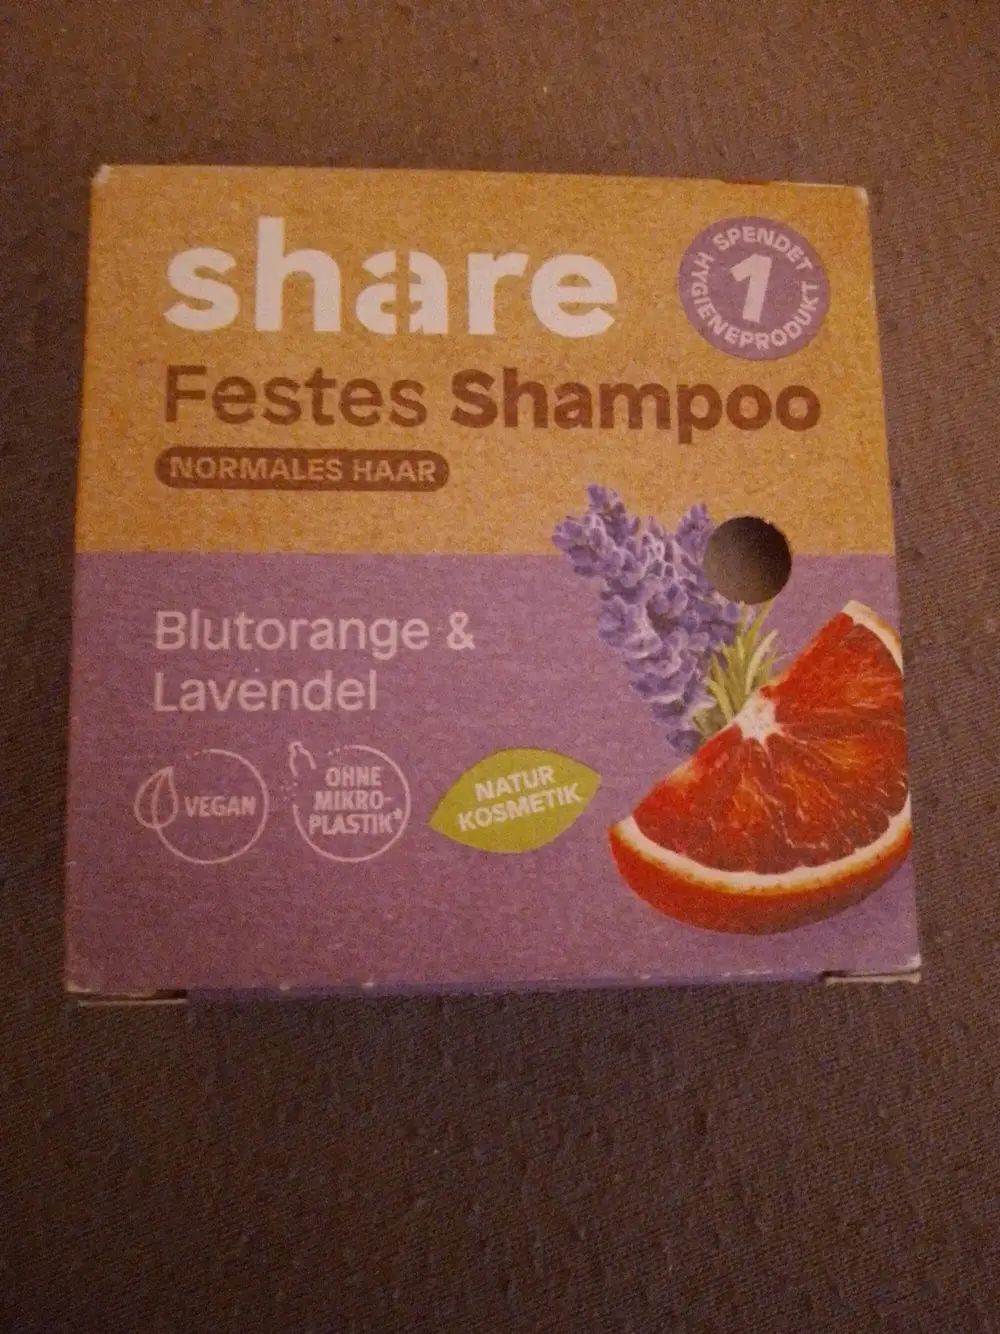 share
SPENDET
1
HYGIENEPRODUKT
Festes Shampoo
NORMALES HAAR
Blutorange &
Lavendel
VEGAN
OHNE
MIKRO-
PLASTIK*
NATUR
KOSMETIK